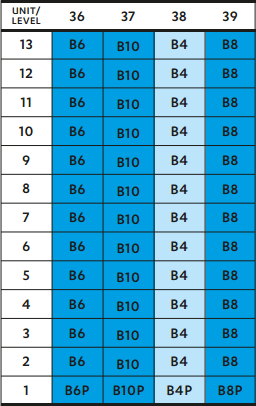 UNIT/
LEVEL 36 37 38 39
13 B6 B10 B4 B8
12 B6 B10 B4 B8
11 B6 B10 B4 B8
10 B6 B10 B4 B8
9 B6 B10 B4 B8
8 B6 B10 B4 B8
7 B6 B10 B4 B8
6 B6 B10 B4 B8
5 B6 B10 B4 B8
4 B6 B10 B4 B8
3 B6 B10 B4 B8
2 B6 B10 B4 B8
1 B6P B10P B4P B8P